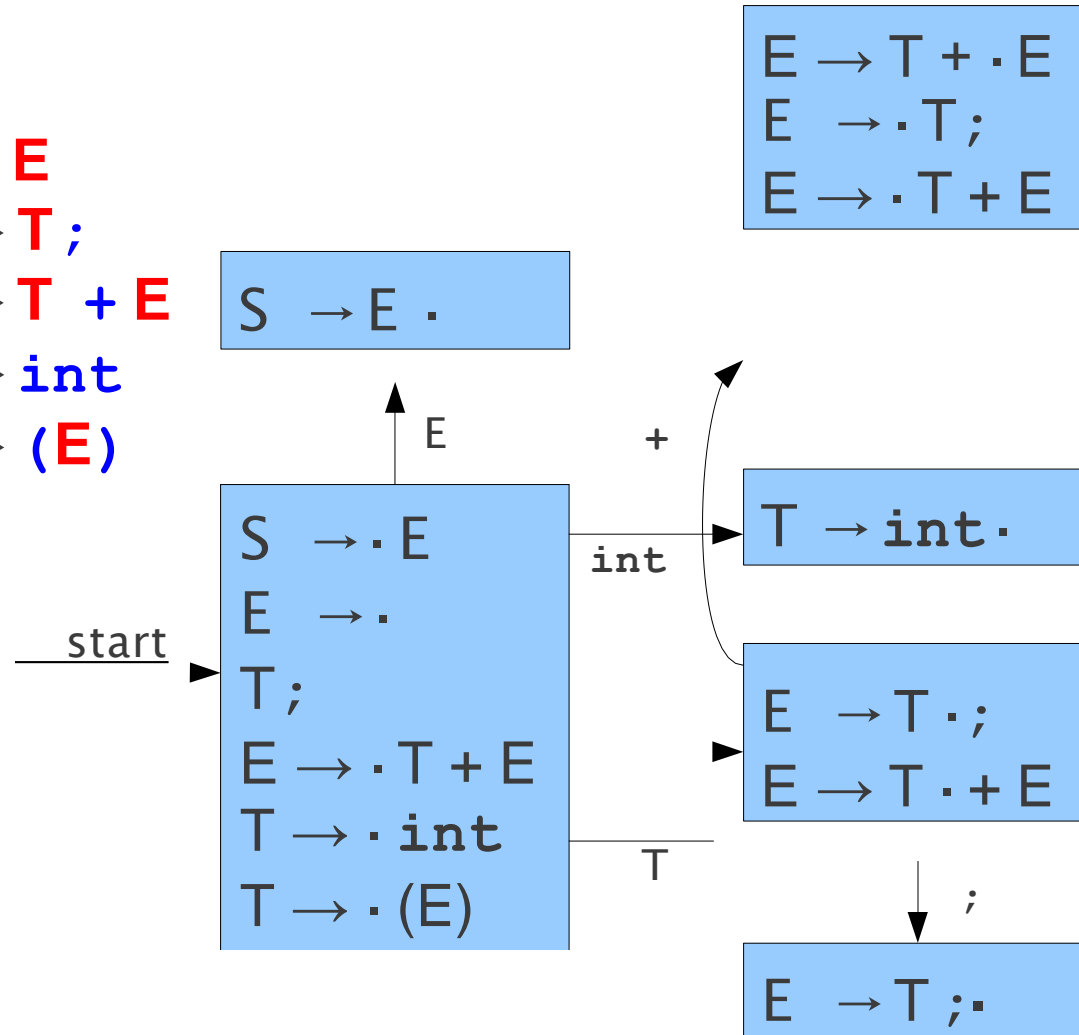 E → T + · E
E → · T ;
E → · T + E
E
→ T ;
→ T + E
→ int
→ (E)
S → E ·
E
+
S → · E
E → ·
T ;
E → · T + E
T → · int
T → · (E)
start
int
T → int ·
E → T · ;
E → T · + E
T
;
E → T ; ·